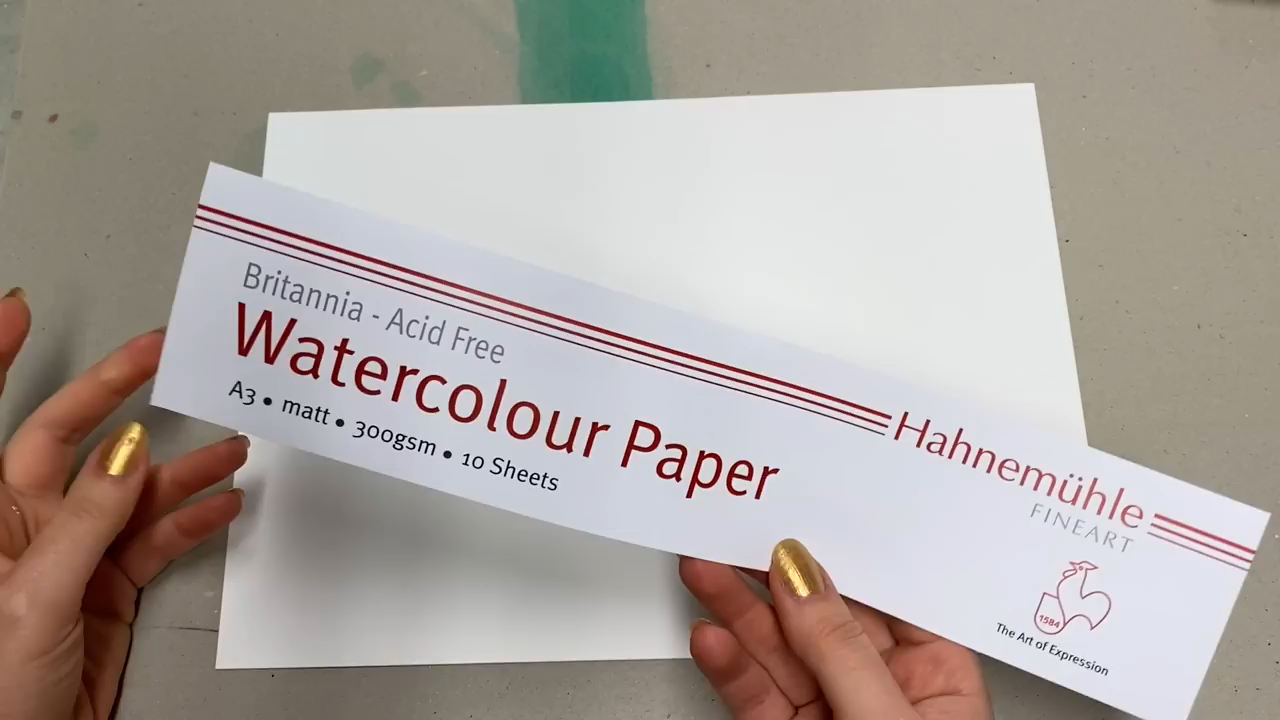 Britannia - Acid Free
Watercolour Paper
A3 • matt • 300gsm • 10 Sheets
Hahnemühle
FINEART
1584
The Art of Expression